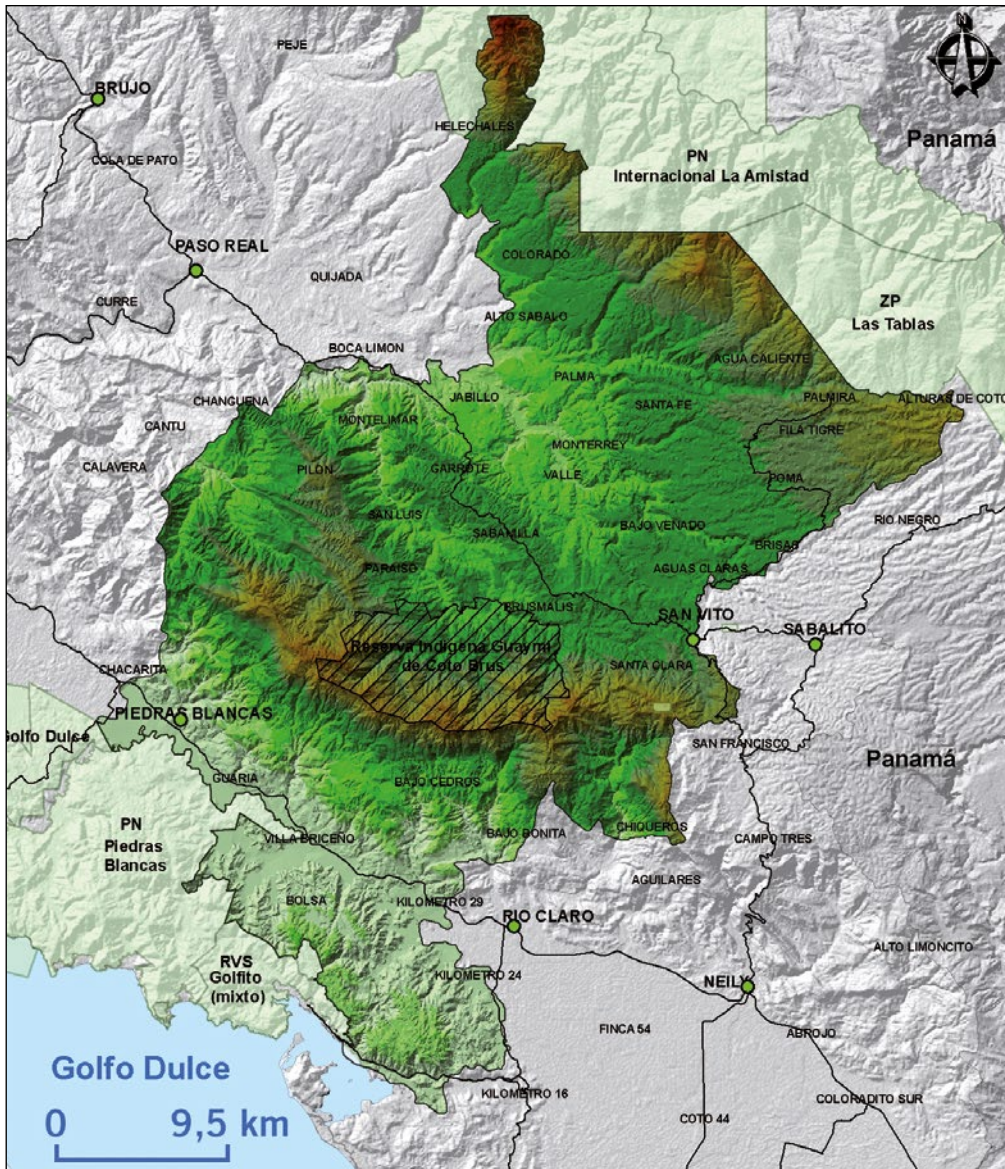 PEJE
N
BRUJO
HELECHALES
Panamá
COLA DE PATO
PN
Internacional La Amistad
PASO REAL
COLORADO
QUIJADA
CURRE
ZP
Las Tablas
ALTO SABALO
BOCA LIMON
AGUA CALIENTE
PALMA
JABILLO
CHANGUENA
PALMIRA
ALTURAS DE COTO
SANTA FE
MONTELIMAR
CANTU
FILA TIGRE
MONTERREY
CALAVERA
PILON
GARROTE
VALLE
POMA
SAN LUIS
RIO NEGRO
BAJO VENADO
SABANILLA
BRISAS
PARAISO
AGUAS CLARAS
BRUSMALIS
SAN VITO
SABALITO
Reserva Indigena Guaymi
de Coto Brus
SANTA CLARA
CHACARITA
PIEDRAS BLANCAS
Golfo Dulce
SAN FRANCISCO
Panamá
GUARIA
BAJO CEDROS
PN
Piedras
Blancas
VILLA BRICEÑO
BAJO BONITA
CHIQUEROS
CAMPO TRES
AGUILARES
BOLSA
KILOMETRO 29
RIO CLARO
ALTO LIMONCITO
RVS
Golfito
(mixto)
KILOMETRO 24
NEILY
FINCA 54
ABROJO
Golfo Dulce
KILOMETRO 16
COLORADITO SUR
COTO 44
0 9,5 km